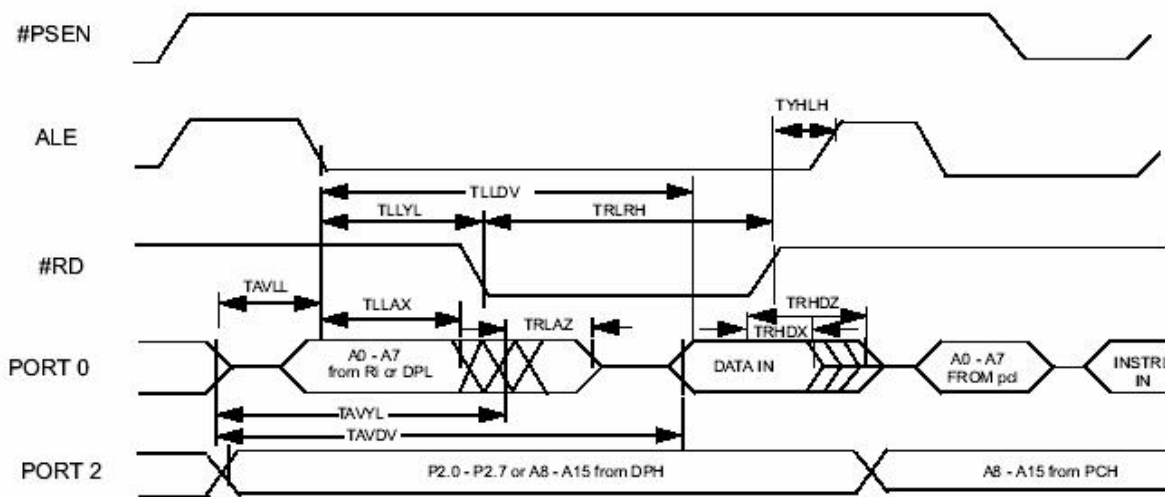 #PSEN
TYHLH
ALE
TLLDV
TLLYL
TRLRH
#RD
TAVLL
TLLAX
TRHDZ
TRLAZ
TRHDX
PORT 0
A0 - A7
from Ri or DPL
DATA IN
A0 - A7
FROM pcl
INSTRI
IN
TAVYL
TAVDV
PORT 2
P2.0 - P2.7 or A8 - A15 from DPH
A8 - A15 from PCH